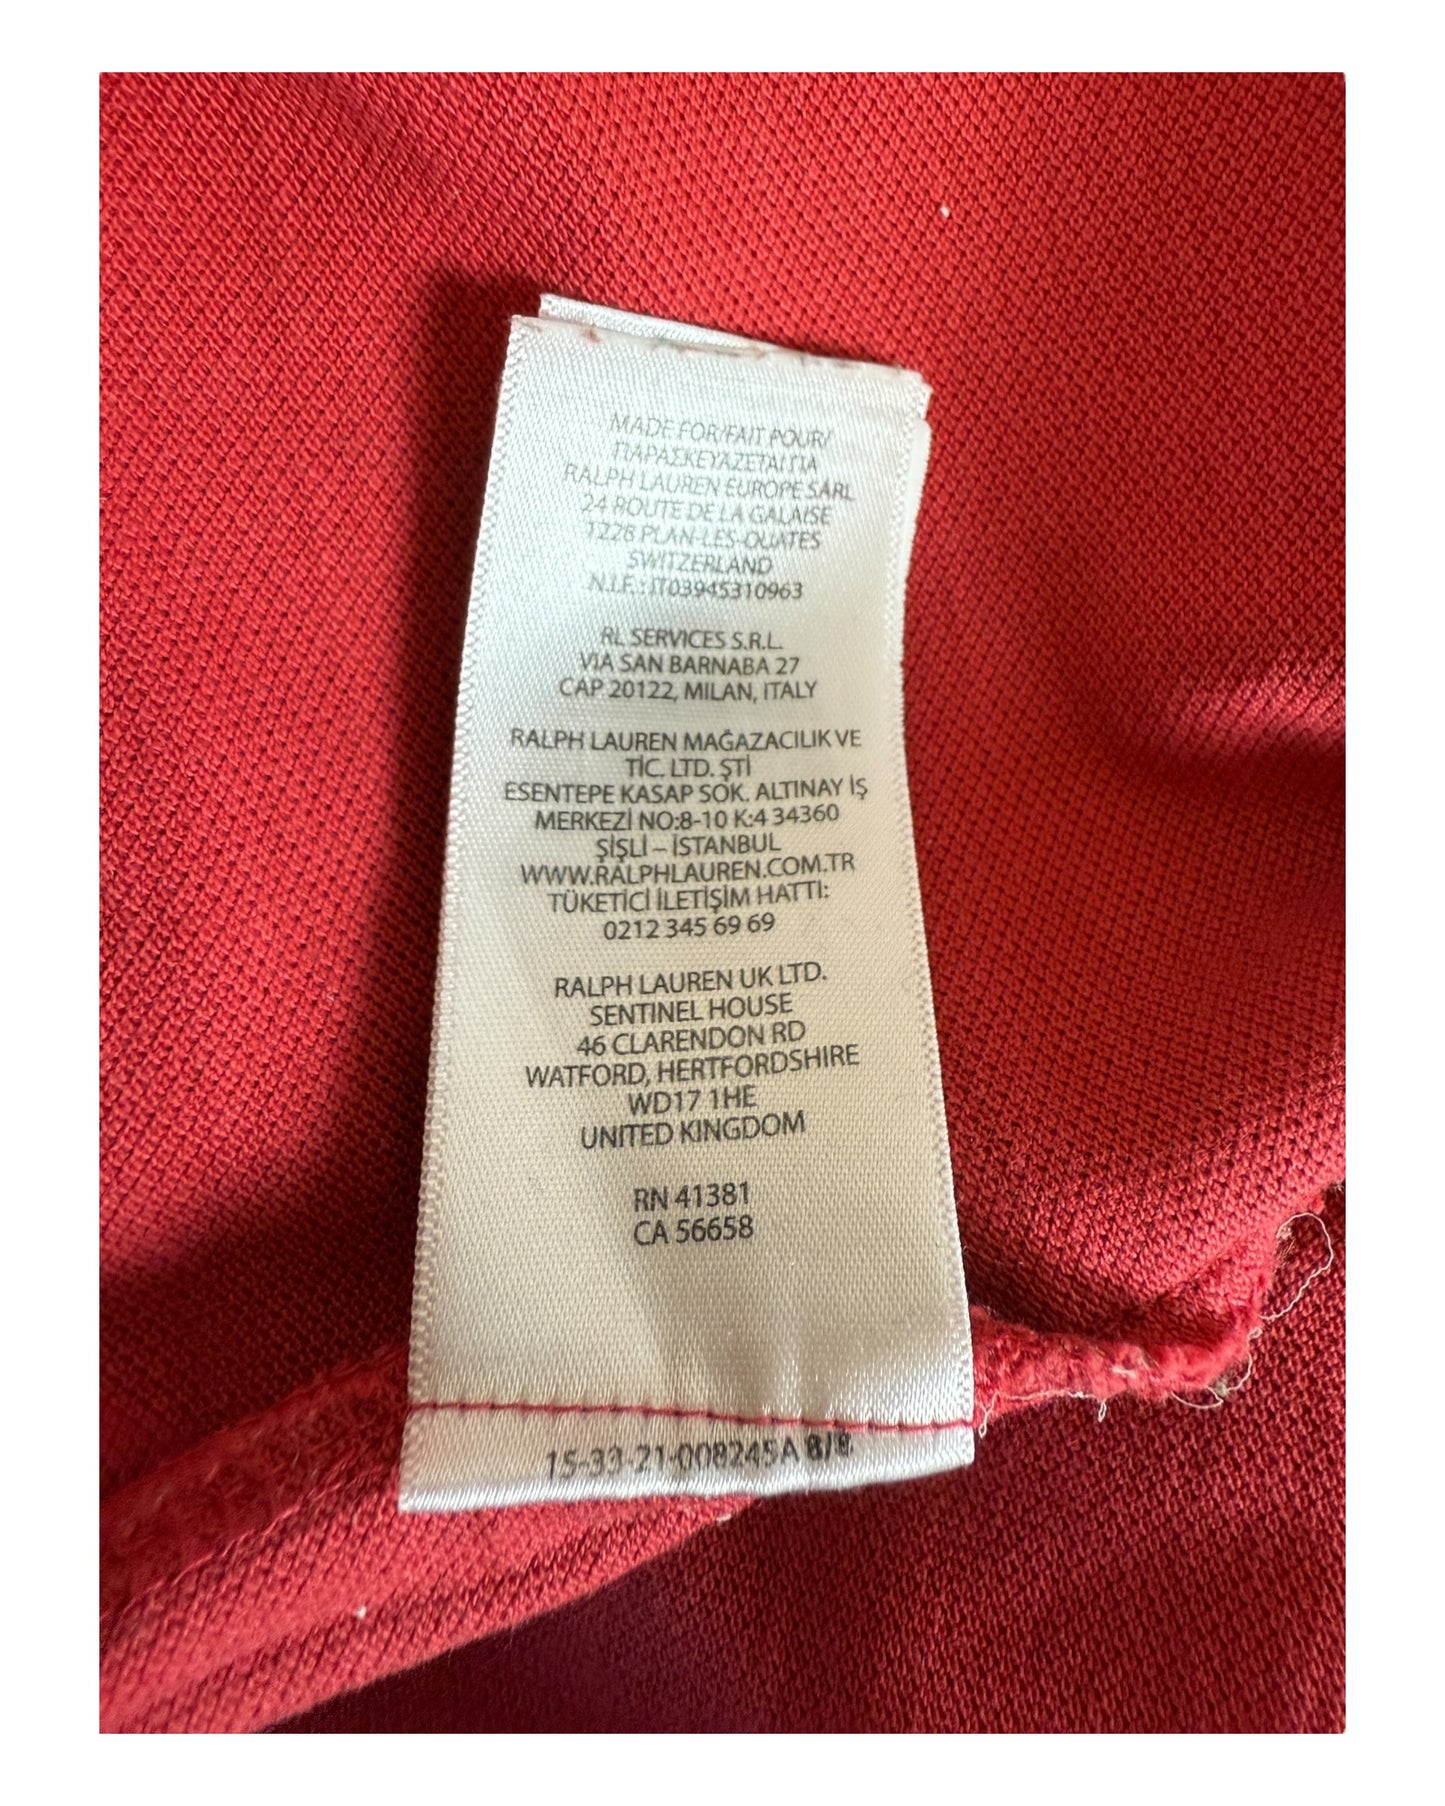 MADE FOR/FAIT POUR/
ΠΑΡΑΣΚΕΥΑΖΕΤΑΙ ΓΙΑ
RALPH LAUREN EUROPE SARL
24 ROUTE DE LA GALAISE
1228 PLAN-LES-OUATES
SWITZERLAND
N.I.F. : IT03945310963
RL SERVICES S.R.L.
VIA SAN BARNABA 27
CAP 20122, MILAN, ITALY
RALPH LAUREN MAĞAZACILIK VE
TİC. LTD. ŞTİ
ESENTEPE KASAP SOK. ALTINAY İŞ
MERKEZİ NO:8-10 K:4 34360
ŞİŞLİ – İSTANBUL
WWW.RALPHLAUREN.COM.TR
TÜKETİCİ İLETİŞİM HATTI:
0212 345 69 69
RALPH LAUREN UK LTD.
SENTINEL HOUSE
46 CLARENDON RD
WATFORD, HERTFORDSHIRE
WD17 1HE
UNITED KINGDOM
RN 41381
CA 56658
15-33-21-008245A 8/8